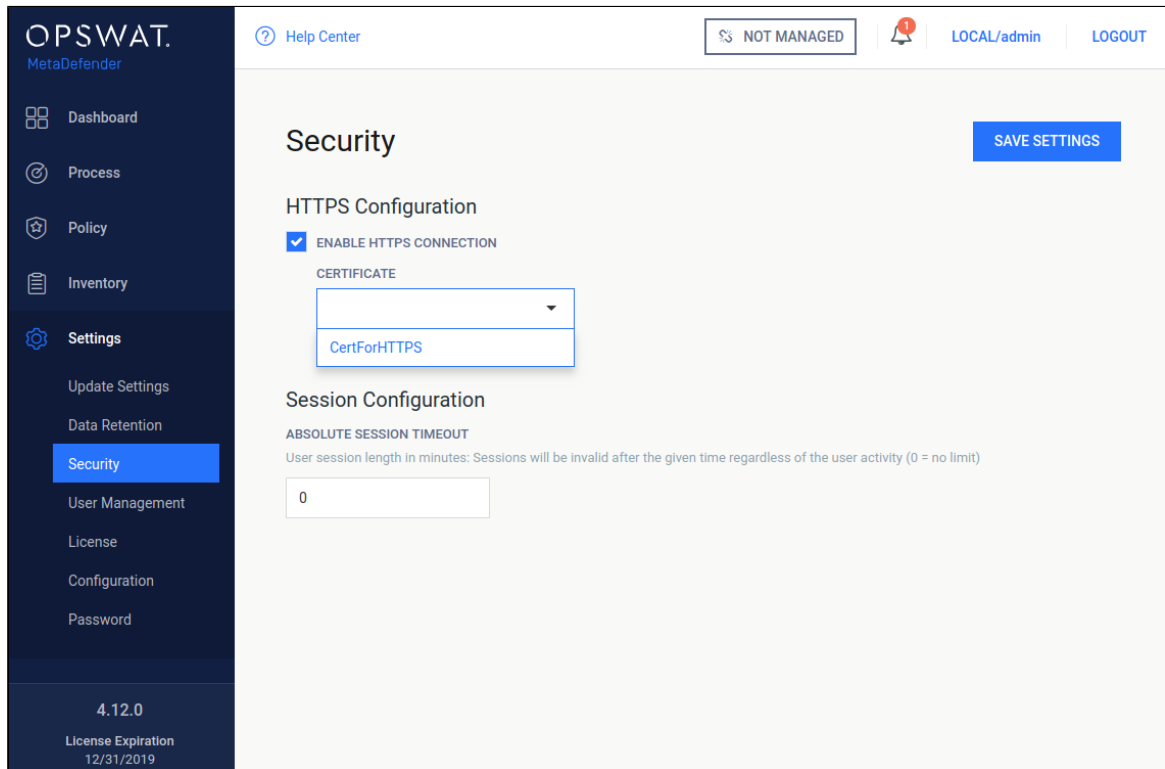 OPSWAT.
MetaDefender
Dashboard
Process
Policy
Inventory
Settings
Update Settings
Data Retention
Security
User Management
License
Configuration
Password
4.12.0
License Expiration
12/31/2019
? Help Center
NOT MANAGED
1
LOCAL/admin
LOGOUT
Security
SAVE SETTINGS
HTTPS Configuration
ENABLE HTTPS CONNECTION
CERTIFICATE
CertForHTTPS
Session Configuration
ABSOLUTE SESSION TIMEOUT
User session length in minutes: Sessions will be invalid after the given time regardless of the user activity (0 = no limit)
0